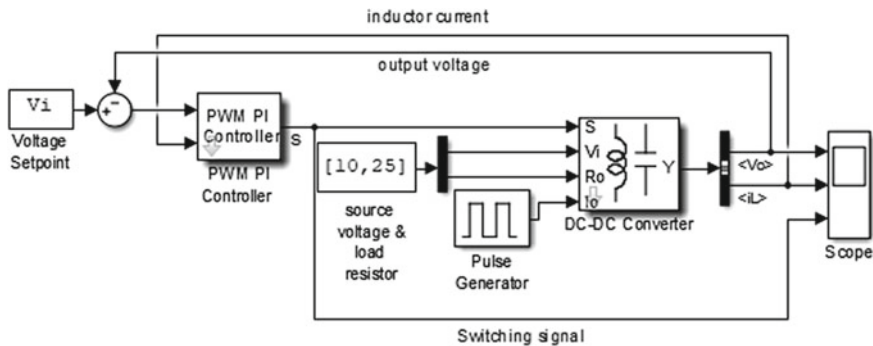 inductor current
output voltage
Vi
Voltage
Setpoint
+
−
PWM PI
Controller
S
PWM PI
Controller
[10,25]
source
voltage &
load
resistor
Pulse
Generator
S
Vi
Ro
Io
Y
DC-DC Converter
<Vo>
<iL>
Scope
Switching signal